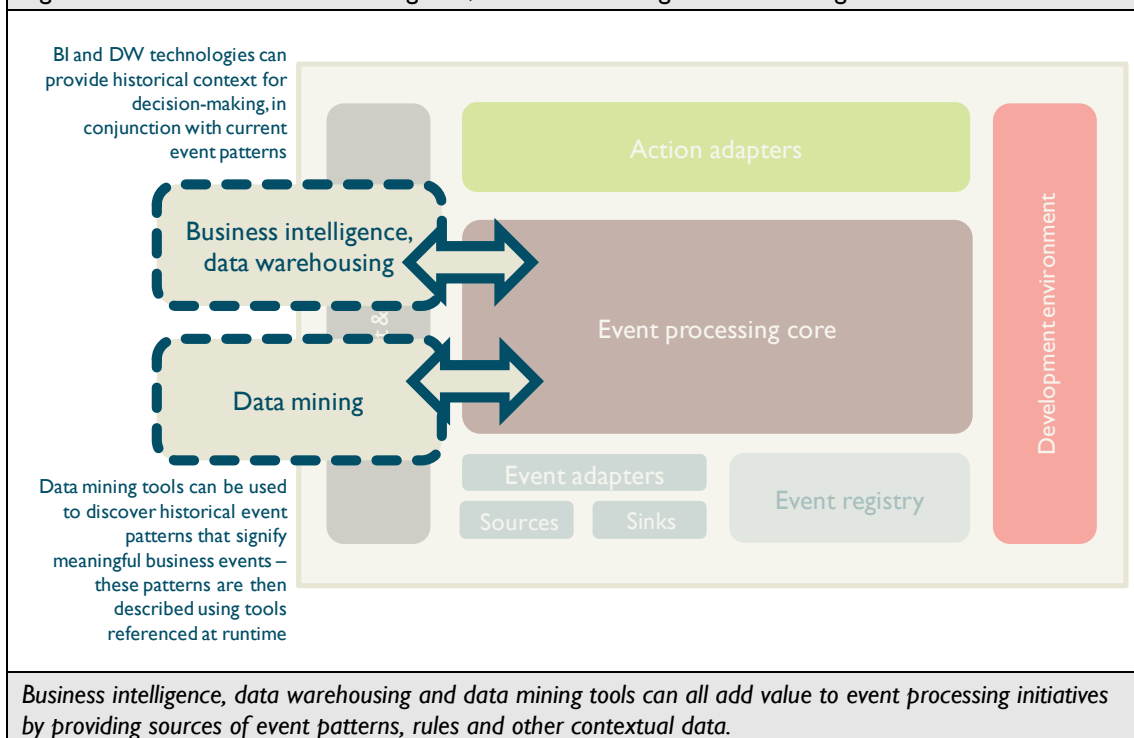 BI and DW technologies can
provide historical context for
decision-making, in
conjunction with current
event patterns
Action adapters
Business intelligence,
data warehousing
Development environment
Event processing core
Data mining
Event adapters
Sources
Sinks
Event registry
Data mining tools can be used
to discover historical event
patterns that signify
meaningful business events –
these patterns are then
described using tools
referenced at runtime
Business intelligence, data warehousing and data mining tools can all add value to event processing initiatives
by providing sources of event patterns, rules and other contextual data.